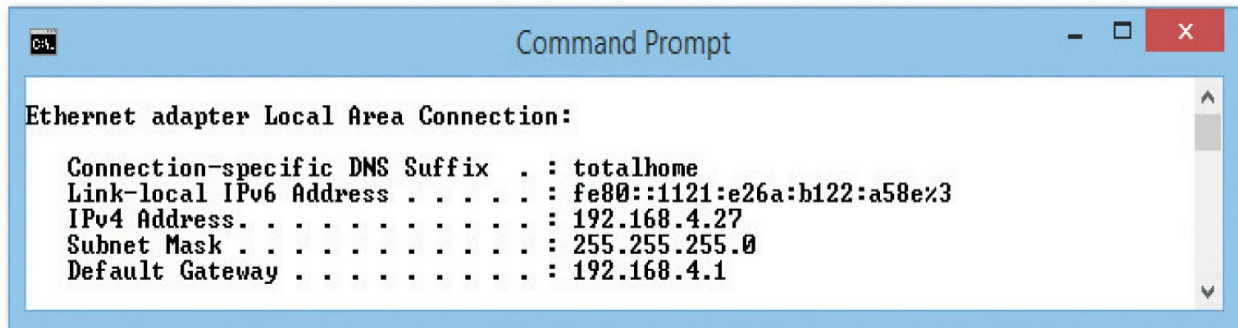 C:\.
Command Prompt
Ethernet adapter Local Area Connection:
Connection-specific DNS Suffix . : totalhome
Link-local IPv6 Address . . . . . : fe80::1121:e26a:b122:a58e%3
IPv4 Address. . . . . . . . . . . : 192.168.4.27
Subnet Mask . . . . . . . . . . . : 255.255.255.0
Default Gateway . . . . . . . . . : 192.168.4.1